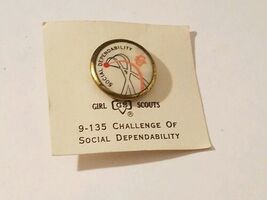 SOCIAL DEPENDABILITY
GIRL GS SCOUTS
®
9-135 CHALLENGE OF
SOCIAL DEPENDABILITY